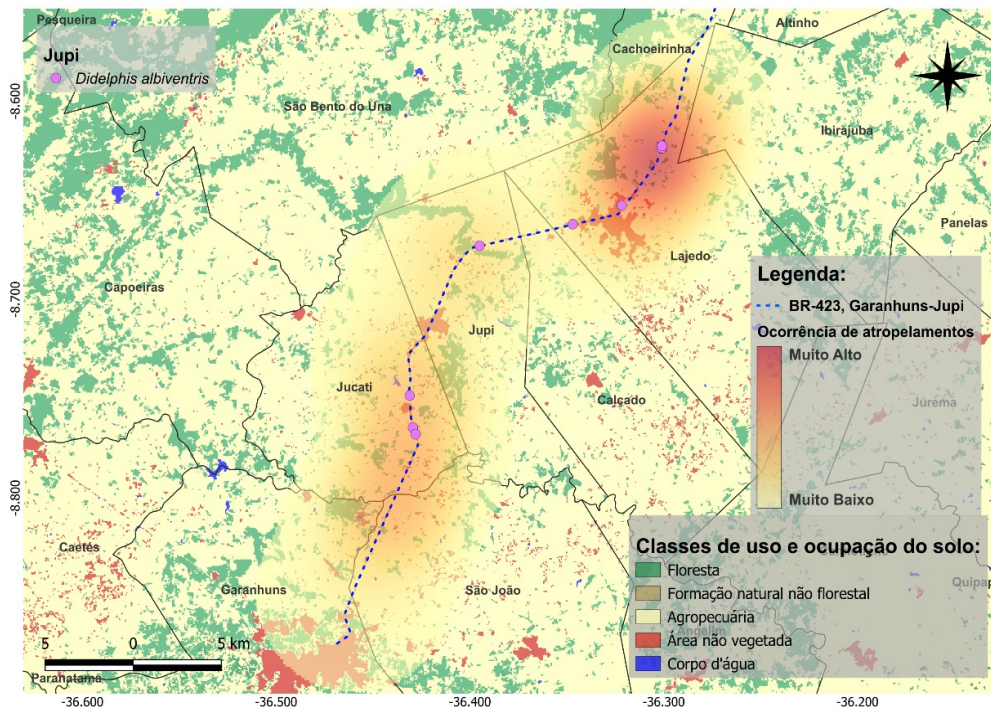 Pesqueira
Altinho
Cachoeirinha
Jupi
Didelphis albiventris
São Bento do Una
Ibirajuba
Panelas
Lajedo
Capoeiras
Legenda:
BR-423, Garanhuns-Jupi
Ocorrência de atropelamentos
Muito Alto
Muito Baixo
Jupi
Jucati
Calçado
Jurema
Classes de uso e ocupação do solo:
Floresta
Formação natural não florestal
Agropecuária
Área não vegetada
Corpo d'água
Caetés
Garanhuns
São João
Quipap
Angelim
5 0 5 km
Paranatama
-8.600
-8.700
-8.800
-36.600 -36.500 -36.400 -36.300 -36.200